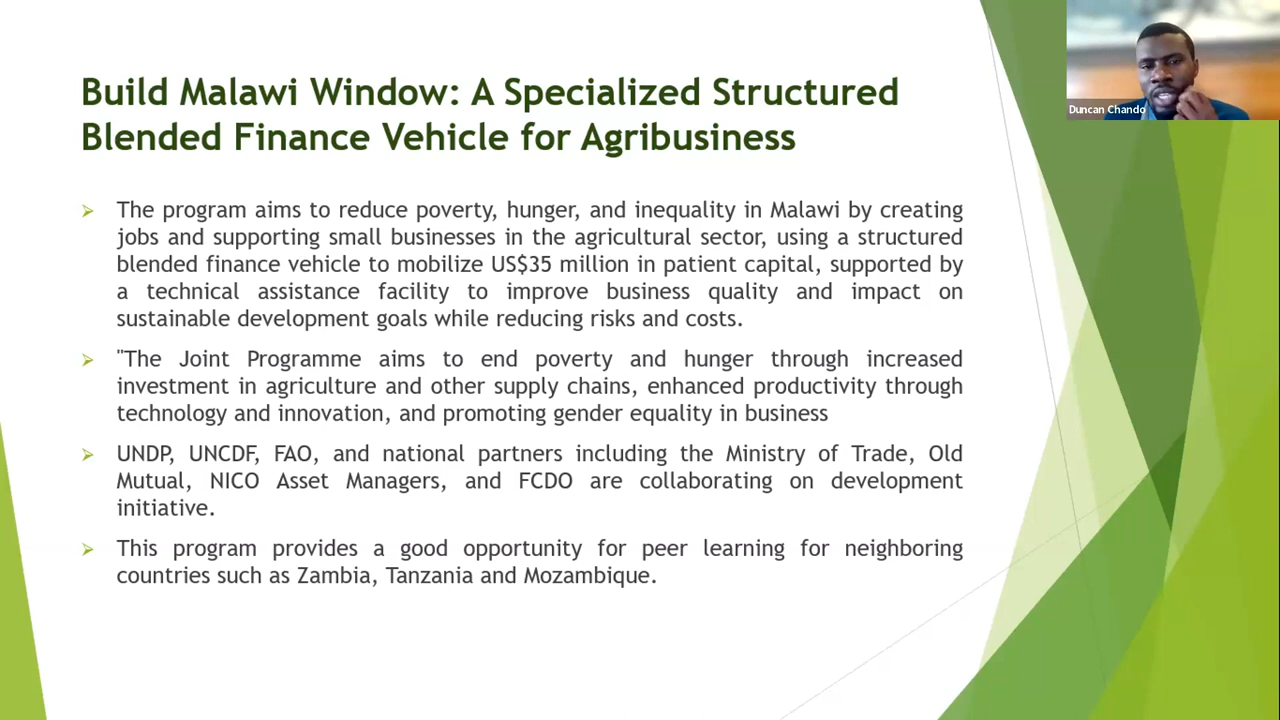 Build Malawi Window: A Specialized Structured
Blended Finance Vehicle for Agribusiness
The program aims to reduce poverty, hunger, and inequality in Malawi by creating
jobs and supporting small businesses in the agricultural sector, using a structured
blended finance vehicle to mobilize US$35 million in patient capital, supported by
a technical assistance facility to improve business quality and impact on
sustainable development goals while reducing risks and costs.
"The Joint Programme aims to end poverty and hunger through increased
investment in agriculture and other supply chains, enhanced productivity through
technology and innovation, and promoting gender equality in business
UNDP, UNCDF, FAO, and national partners including the Ministry of Trade, Old
Mutual, NICO Asset Managers, and FCDO are collaborating on development
initiative.
This program provides a good opportunity for peer learning for neighboring
countries such as Zambia, Tanzania and Mozambique.
Duncan Chando